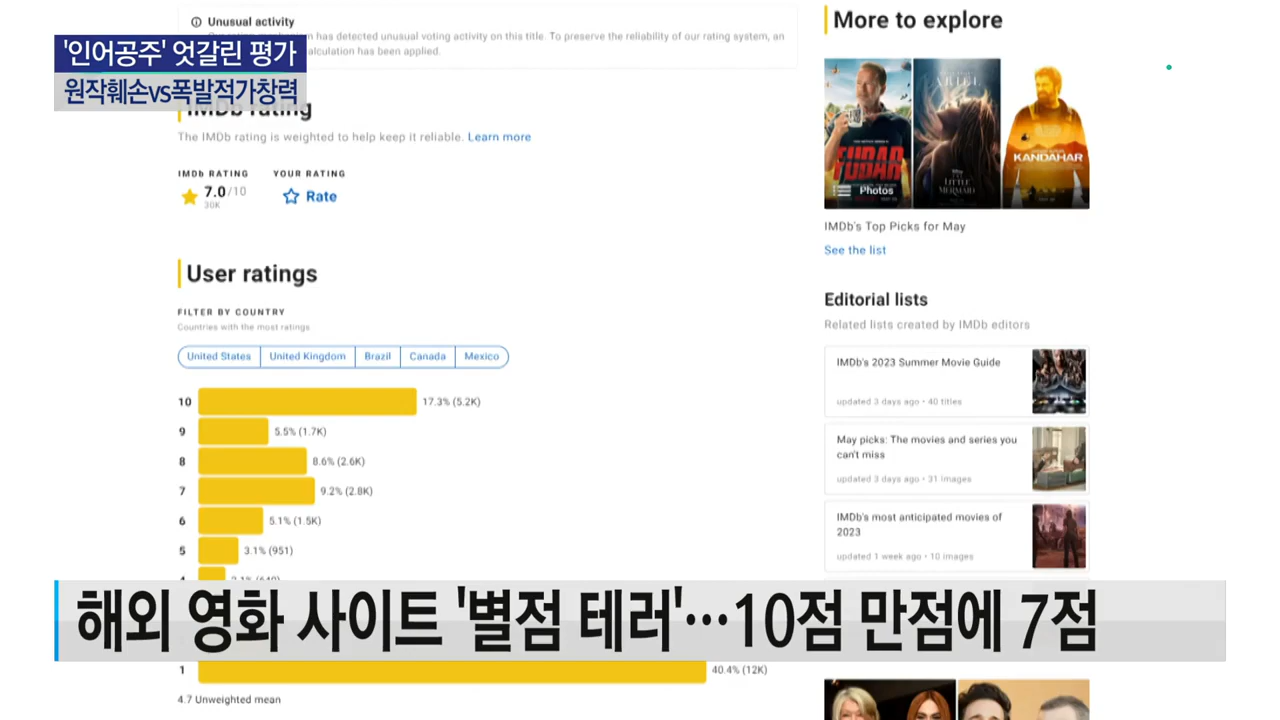 Unusual activity
has detected unusual voting activity on this title. To preserve the reliability of our rating system, an
calculation has been applied.
'인어공주' 엇갈린 평가
원작훼손vs폭발적가창력
IMDb rating
The IMDb rating is weighted to help keep it reliable. Learn more
IMDb RATING
YOUR RATING
7.0/10
30K
Rate
User ratings
FILTER BY COUNTRY
Countries with the most ratings
United States
United Kingdom
Brazil
Canada
Mexico
10 17.3% (5.2K)
9 5.5% (1.7K)
8 8.6% (2.6K)
7 9.2% (2.8K)
6 5.1% (1.5K)
5 3.1% (951)
해외 영화 사이트 '별점 테러'…10점 만점에 7점
1 40.4% (12K)
4.7 Unweighted mean
More to explore
ARIEL
FUBAR
Photos
THE LITTLE MERMAID
KANDAHAR
IMDb's Top Picks for May
See the list
Editorial lists
Related lists created by IMDb editors
IMDb's 2023 Summer Movie Guide
updated 3 days ago • 40 titles
May picks: The movies and series you
can't miss
updated 3 days ago • 31 images
IMDb's most anticipated movies of
2023
updated 1 week ago • 10 images